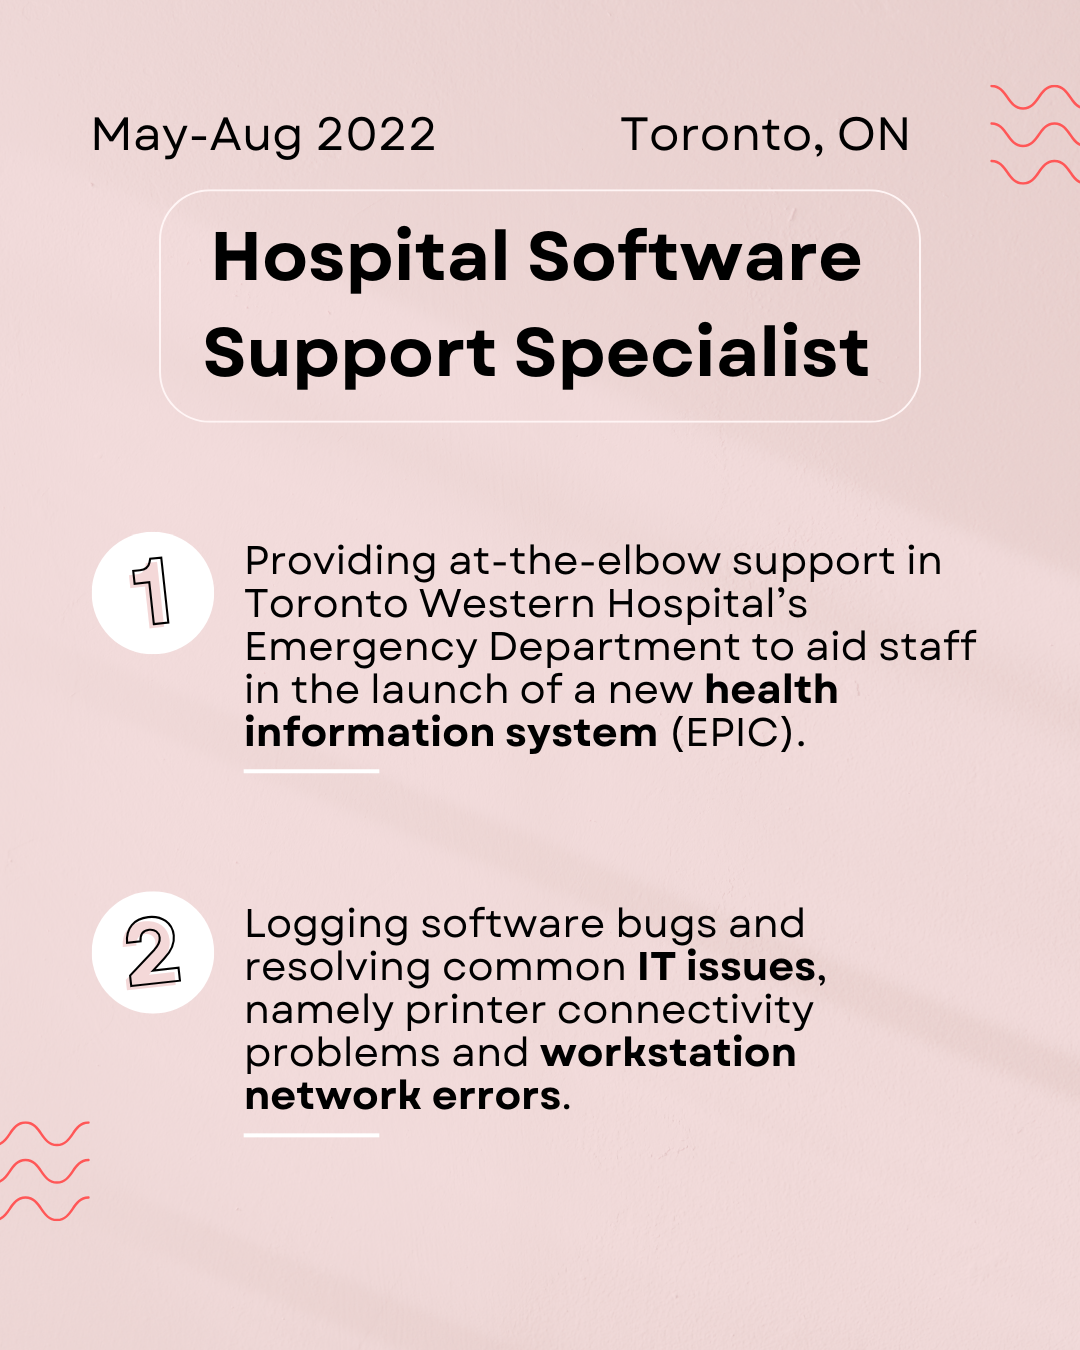 May-Aug 2022
Toronto, ON
Hospital Software
Support Specialist
1
Providing at-the-elbow support in
Toronto Western Hospital’s
Emergency Department to aid staff
in the launch of a new health
information system (EPIC).
2
Logging software bugs and
resolving common IT issues,
namely printer connectivity
problems and workstation
network errors.